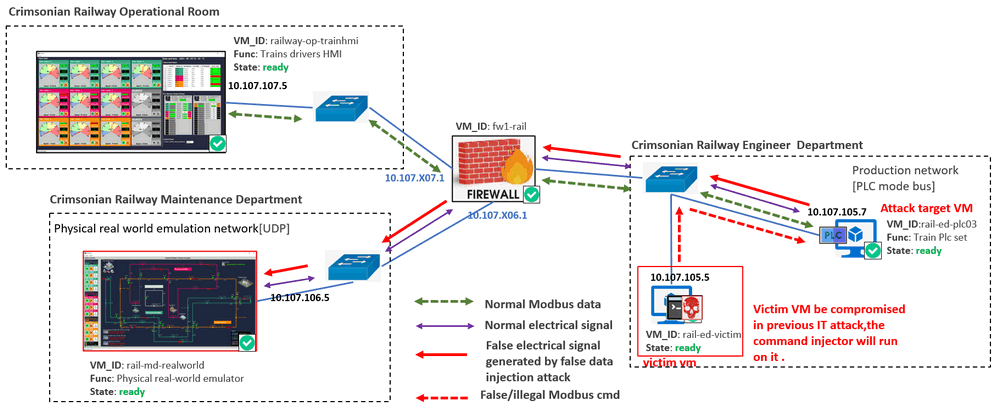 Crimsonian Railway Operational Room
VM_ID: railway-op-trainhmi
Func: Trains drivers HMI
State: ready
10.107.107.5
VM_ID: fw1-rail
10.107.X07.1
FIREWALL
10.107.X06.1
Crimsonian Railway Engineer Department
Production network
[PLC mode bus]
10.107.105.7
Attack target VM
PLC
VM_ID:rail-ed-plc03
Func: Train Plc set
State: ready
10.107.105.5
VM_ID: rail-ed-victim
State: ready
victim vm
Victim VM be compromised
in previous IT attack,the
command injector will run
on it .
Crimsonian Railway Maintenance Department
Physical real world emulation network[UDP]
10.107.106.5
VM_ID: rail-md-realworld
Func: Physical real-world emulator
State: ready
Normal Modbus data
Normal electrical signal
False electrical signal
generated by false data
injection attack
False/illegal Modbus cmd